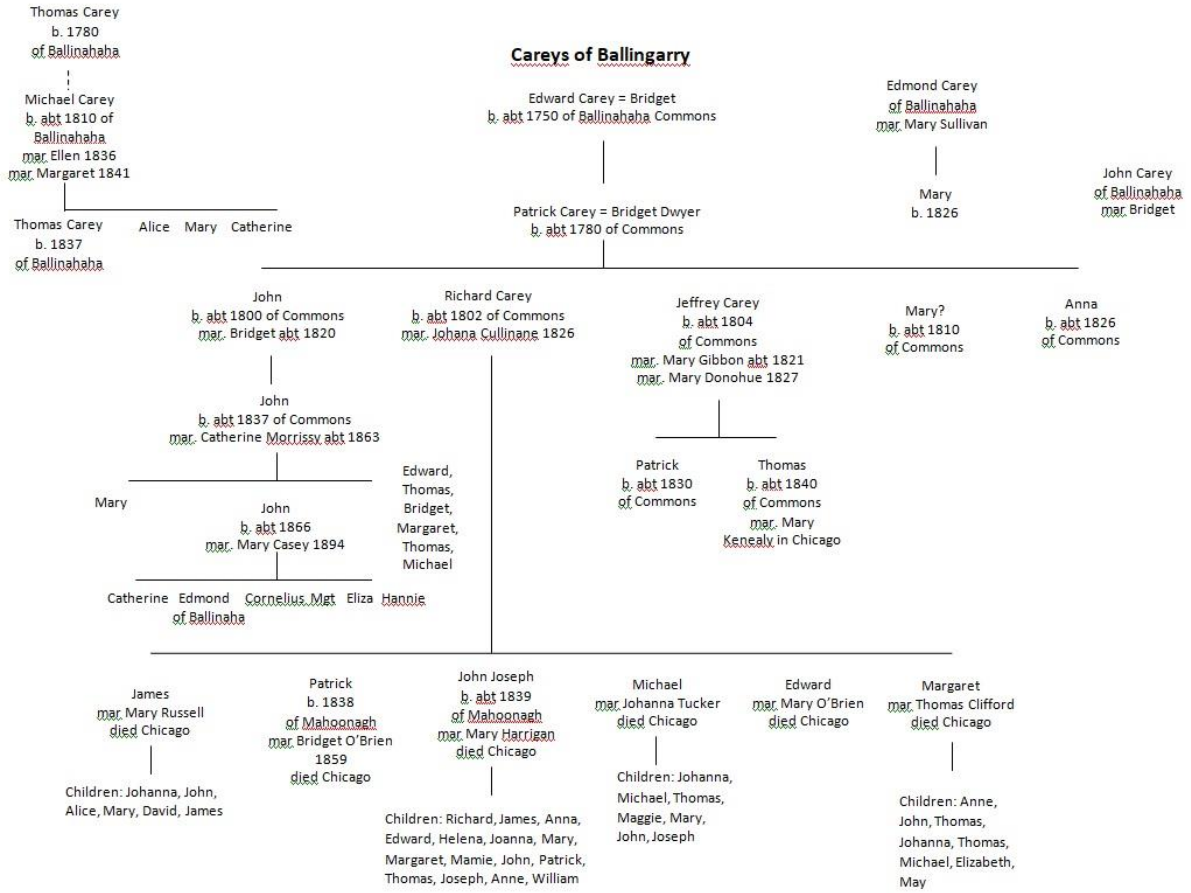 Thomas Carey
b. 1780
of Ballinahaha
Careys of Ballingarry
Michael Carey
b. abt 1810 of
Ballinahaha
mar Ellen 1836
mar Margaret 1841
Edward Carey = Bridget
b. abt 1750 of Ballinahaha Commons
Edmond Carey
of Ballinahaha
mar Mary Sullivan
Mary
b. 1826
John Carey
of Ballinahaha
mar Bridget
Thomas Carey
b. 1837
of Ballinahaha
Alice Mary Catherine
Patrick Carey = Bridget Dwyer
b. abt 1780 of Commons
John
b. abt 1800 of Commons
mar. Bridget abt 1820
Richard Carey
b. abt 1802 of Commons
mar. Johana Cullinane 1826
Jeffrey Carey
b. abt 1804
of Commons
mar. Mary Gibbon abt 1821
mar. Mary Donohue 1827
Mary?
b. abt 1810
of Commons
Anna
b. abt 1826
of Commons
John
b. abt 1837 of Commons
mar. Catherine Morrissy abt 1863
Patrick
b. abt 1830
of Commons
Thomas
b. abt 1840
of Commons
mar. Mary
Kenealy in Chicago
Mary
John
b. abt 1866
mar. Mary Casey 1894
Edward,
Thomas,
Bridget,
Margaret,
Thomas,
Michael
Catherine Edmond Cornelius Mgt Eliza Hannie
of Ballinaha
James
mar Mary Russell
died Chicago
Patrick
b. 1838
of Mahoonagh
mar Bridget O'Brien
1859
died Chicago
John Joseph
b. abt 1839
of Mahoonagh
mar Mary Harrigan
died Chicago
Michael
mar Johanna Tucker
died Chicago
Edward
mar Mary O'Brien
died Chicago
Margaret
mar Thomas Clifford
died Chicago
Children: Johanna, John,
Alice, Mary, David, James
Children: Richard, James, Anna,
Edward, Helena, Joanna, Mary,
Margaret, Mamie, John, Patrick,
Thomas, Joseph, Anne, William
Children: Johanna,
Michael, Thomas,
Maggie, Mary,
John, Joseph
Children: Anne,
John, Thomas,
Johanna, Thomas,
Michael, Elizabeth,
May